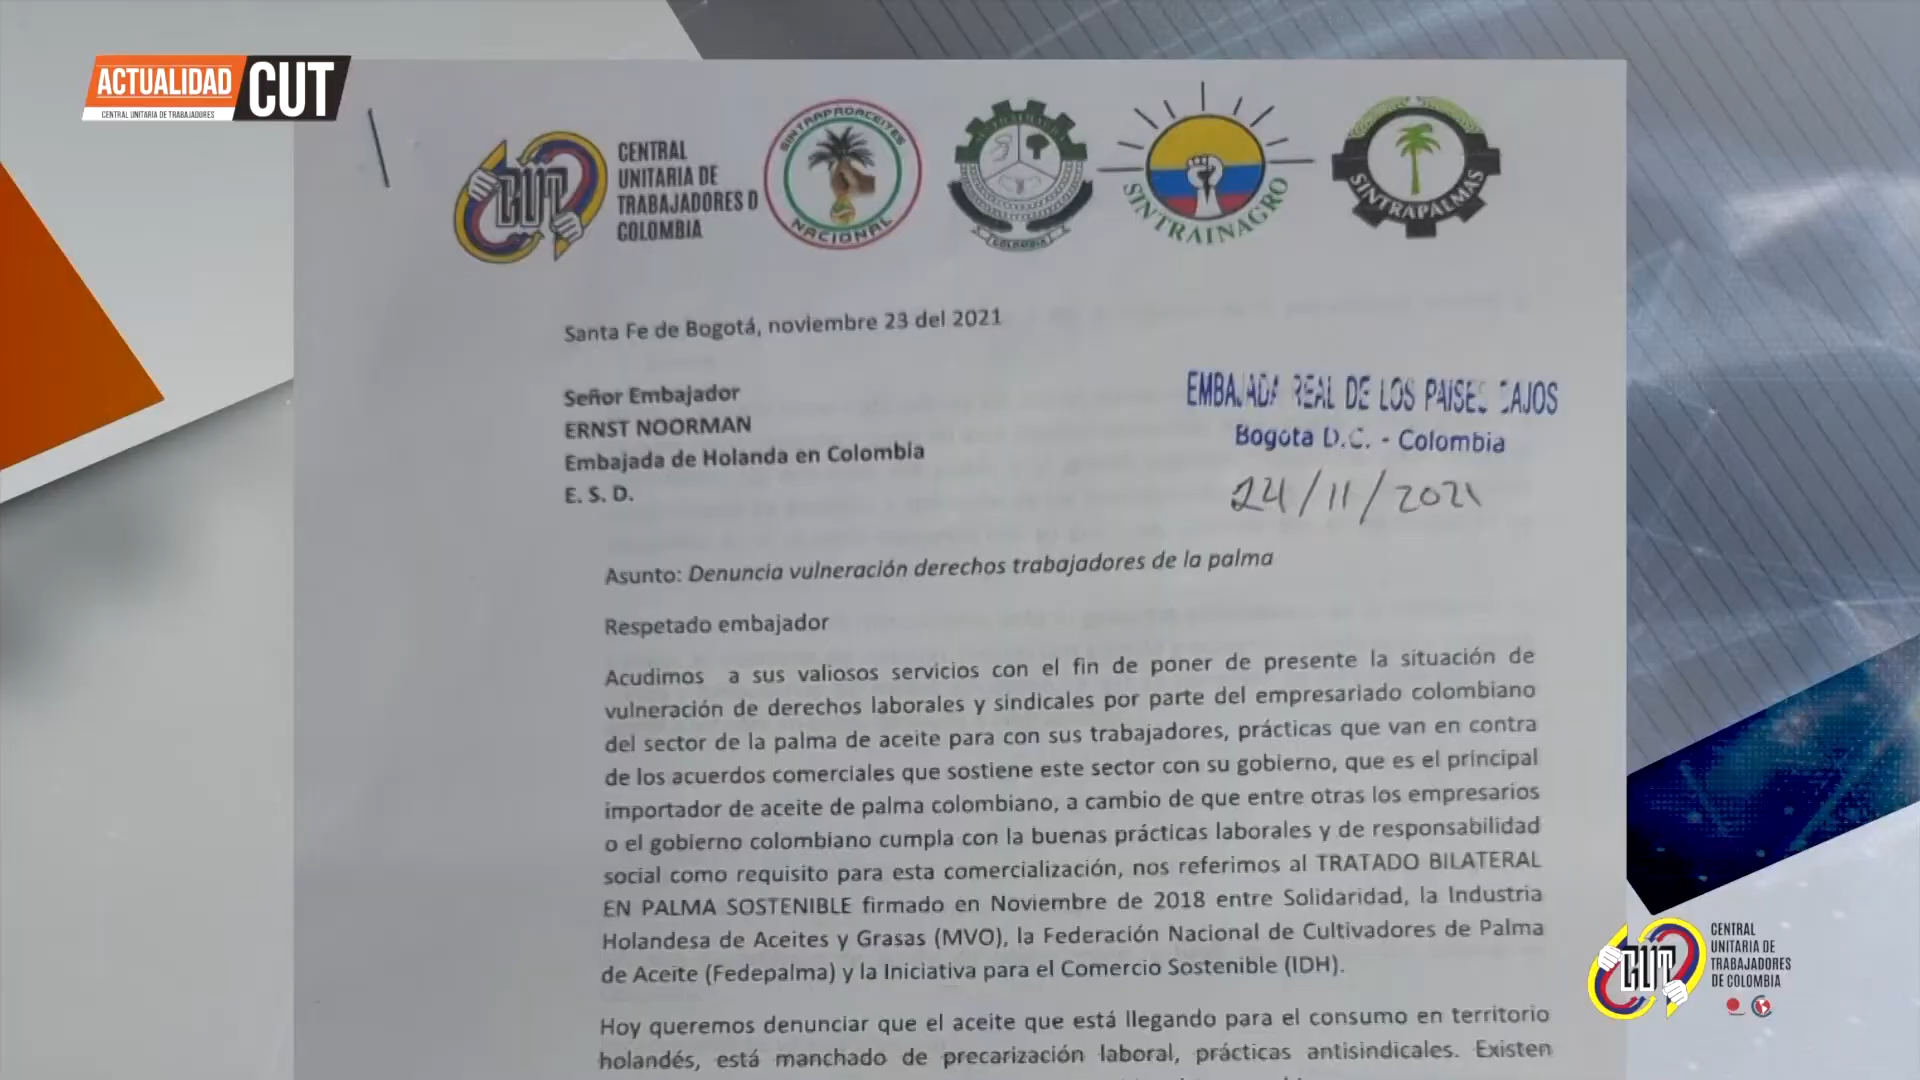 ACTUALIDAD CUT
CENTRAL UNITARIA DE TRABAJADORES
CUT
CENTRAL
UNITARIA DE
TRABAJADORES D
COLOMBIA
SINTRAPROACEITES
NACIONAL
COLOMBIA
SINTRAINAGRO
SINTRAPALMAS
Santa Fe de Bogotá, noviembre 23 del 2021
Señor Embajador
ERNST NOORMAN
Embajada de Holanda en Colombia
E. S. D.
EMBAJADA REAL DE LOS PAISES BAJOS
Bogota D.C. - Colombia
24/11/2021
Asunto: Denuncia vulneración derechos trabajadores de la palma
Respetado embajador
Acudimos a sus valiosos servicios con el fin de poner de presente la situación de
vulneración de derechos laborales y sindicales por parte del empresariado colombiano
del sector de la palma de aceite para con sus trabajadores, prácticas que van en contra
de los acuerdos comerciales que sostiene este sector con su gobierno, que es el principal
importador de aceite de palma colombiano, a cambio de que entre otras los empresarios
o el gobierno colombiano cumpla con la buenas prácticas laborales y de responsabilidad
social como requisito para esta comercialización, nos referimos al TRATADO BILATERAL
EN PALMA SOSTENIBLE firmado en Noviembre de 2018 entre Solidaridad, la Industria
Holandesa de Aceites y Grasas (MVO), la Federación Nacional de Cultivadores de Palma
de Aceite (Fedepalma) y la Iniciativa para el Comercio Sostenible (IDH).
Hoy queremos denunciar que el aceite que está llegando para el consumo en territorio
holandés, está manchado de precarización laboral, prácticas antisindicales. Existen
CUT
CENTRAL
UNITARIA DE
TRABAJADORES
DE COLOMBIA